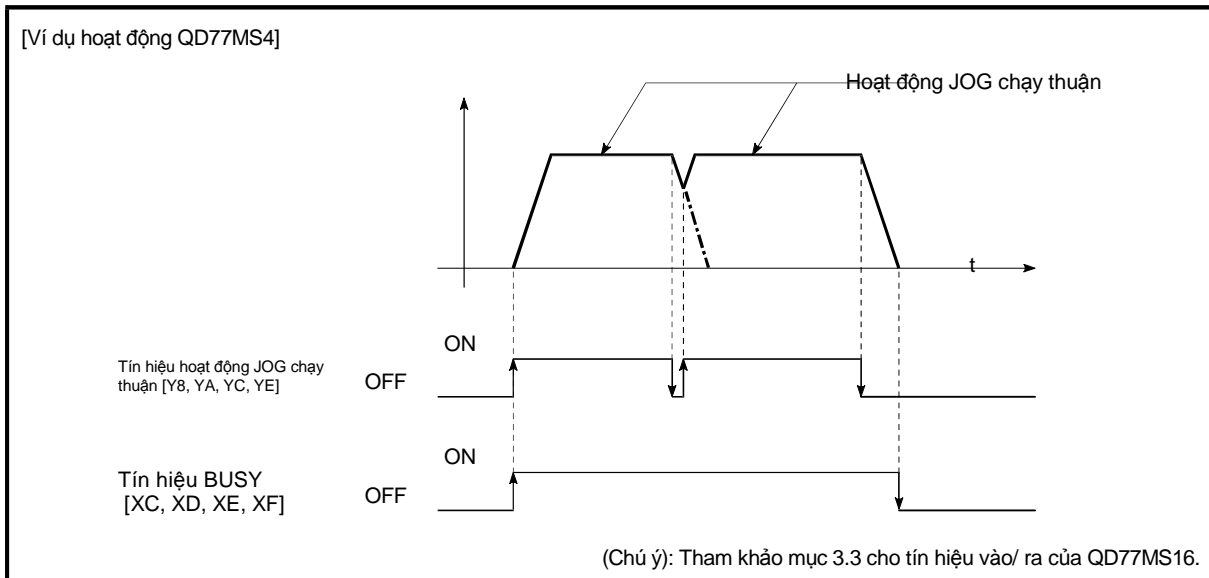 [Ví dụ hoạt động QD77MS4]
Hoạt động JOG chạy thuận
t
ON
Tín hiệu hoạt động JOG chạy
thuận [Y8, YA, YC, YE]
OFF
ON
Tín hiệu BUSY
[XC, XD, XE, XF]
OFF
(Chú ý): Tham khảo mục 3.3 cho tín hiệu vào/ ra của QD77MS16.